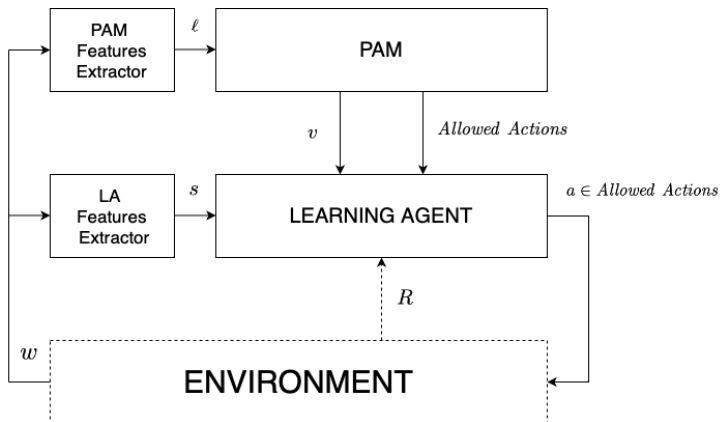 PAM
Features
Extractor
ℓ
PAM
v
Allowed Actions
LA
Features
Extractor
s
LEARNING AGENT
a ∈ Allowed Actions
R
w
ENVIRONMENT